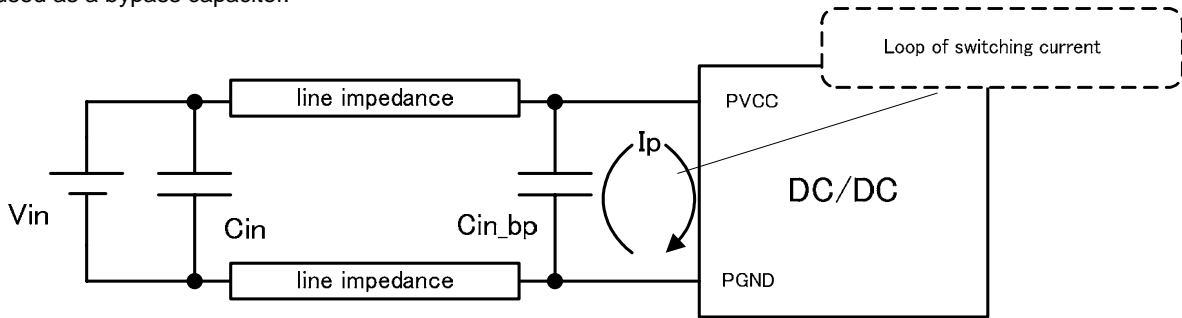 used as a bypass capacitor.
Loop of switching current
line impedance
PVCC
Ip
DC/DC
Vin
Cin
Cin_bp
line impedance
PGND